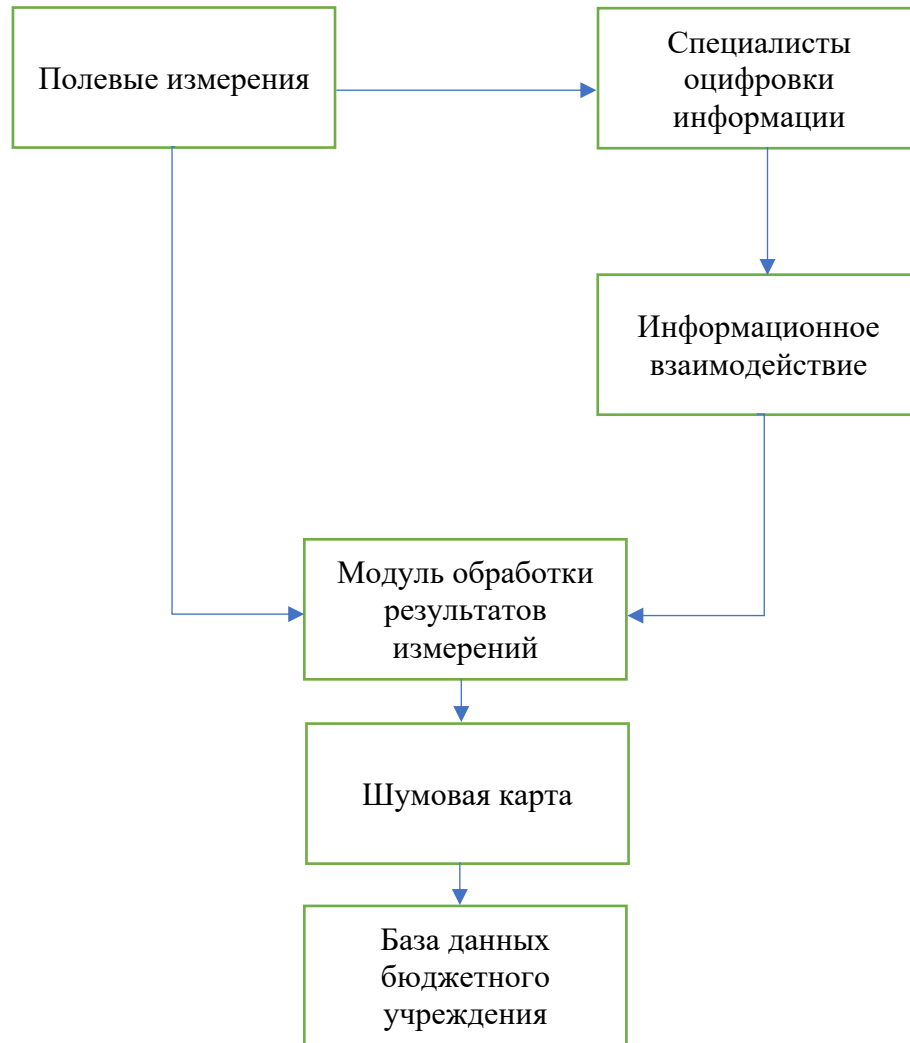 Полевые измерения
Специалисты
оцифровки
информации
Информационное
взаимодействие
Модуль обработки
результатов
измерений
Шумовая карта
База данных
бюджетного
учреждения